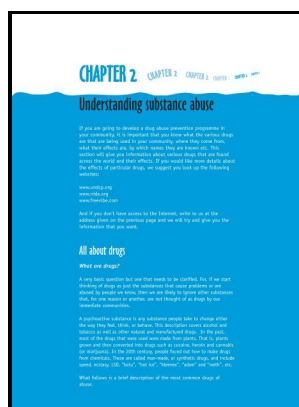 CHAPTER 2 CHAPTER 2 CHAPTER 2 CHAPTER 2
Understanding substance abuse
If you are going to develop a drug abuse prevention programme in
your community, it is important that you know what the various drugs
are that are being used in your community, where they come from,
what their effects are, by which names they are known etc. This
section will give you information about various drugs that are found
across the world and their effects. If you would like more details about
the effects of particular drugs, we suggest you look up the following
websites:
www.undcp.org
www.nida.org
www.freevibe.com
And if you don't have access to the Internet, write to us at the
address given on the previous page and we will try and give you the
information that you want.
All about drugs
What are drugs?
A very basic question but one that needs to be clarified. For, if we start
thinking of drugs as just the substances that cause problems or are
abused by people we know, then we are likely to ignore other substances
that, for one reason or another, are not thought of as drugs by our
immediate communities.
A psychoactive substance is any substance people take to change either
the way they feel, think, or behave. This description covers alcohol and
tobacco as well as other natural and manufactured drugs. In the past,
most of the drugs that were used were made from plants. That is, plants
grown and then converted into drugs such as cocaine, heroin and cannabis
(or marijuana). In the 20th century, people found out how to make drugs
from chemicals. These are called man-made, or synthetic drugs, and include
speed, ecstasy, LSD, etc.
What follows is a brief description of the most common drugs of
abuse.